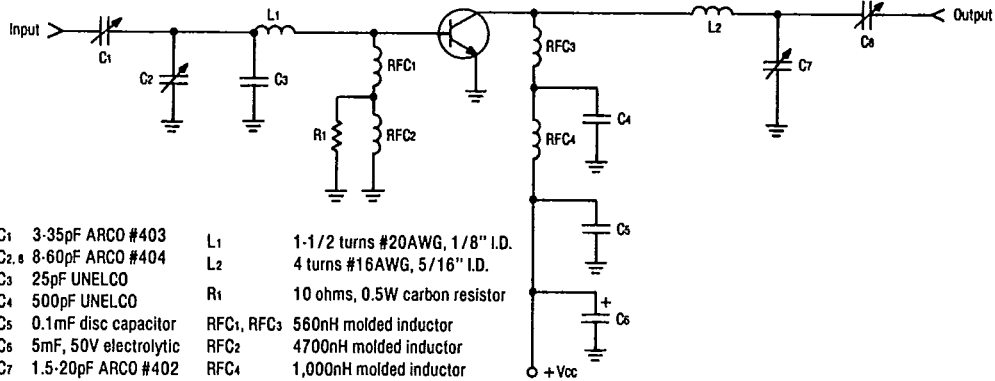 Input
C1
C2
L1
C3
RFC1
R1
RFC2
RFC3
RFC4
C4
C5
+
C6
+Vcc
L2
C7
C8
Output
C1 3-35pF ARCO #403
C2, 8 8-60pF ARCO #404
C3 25pF UNELCO
C4 500pF UNELCO
C5 0.1mF disc capacitor
C6 5mF, 50V electrolytic
C7 1.5-20pF ARCO #402
L1 1-1/2 turns #20AWG, 1/8" I.D.
L2 4 turns #16AWG, 5/16" I.D.
R1 10 ohms, 0.5W carbon resistor
RFC1, RFC3 560nH molded inductor
RFC2 4700nH molded inductor
RFC4 1,000nH molded inductor